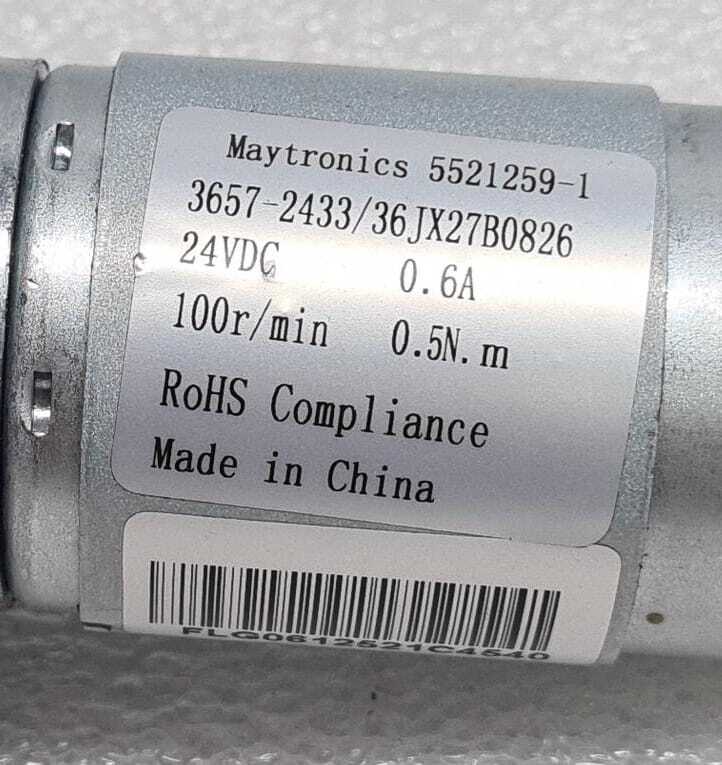 Maytronics 5521259-1
3657-2433/36JX27B0826
24VDC 0.6A
100r/min 0.5N.m
RoHS Compliance
Made in China
FLG0612521C4540